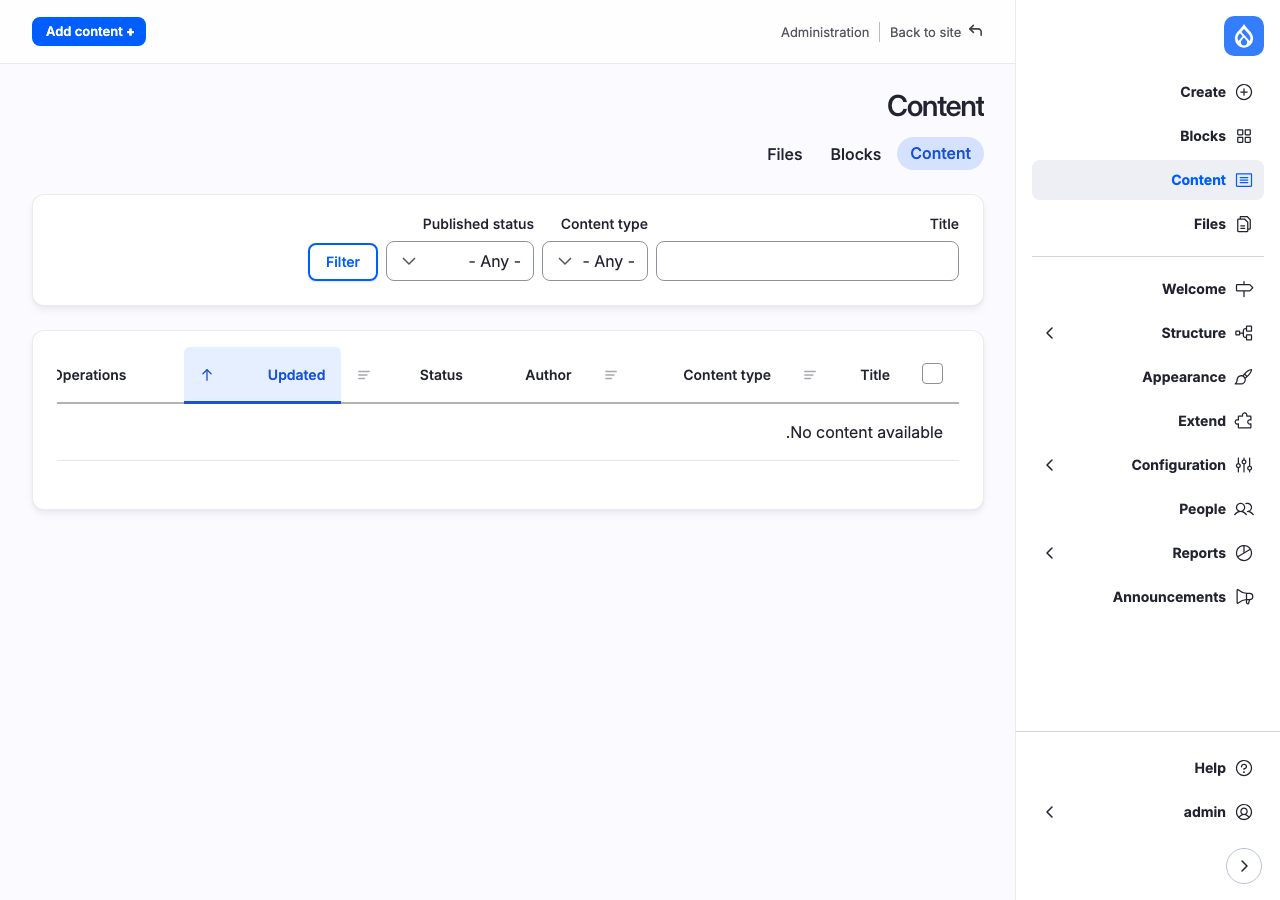 Add content +
Administration
Back to site
Create
Blocks
Content
Files
Welcome
Structure
Appearance
Extend
Configuration
People
Reports
Announcements
Help
admin
Content
Content
Blocks
Files
Title
Content type
- Any -
Published status
- Any -
Filter
Title
Content type
Author
Status
Updated
Operations
.No content available